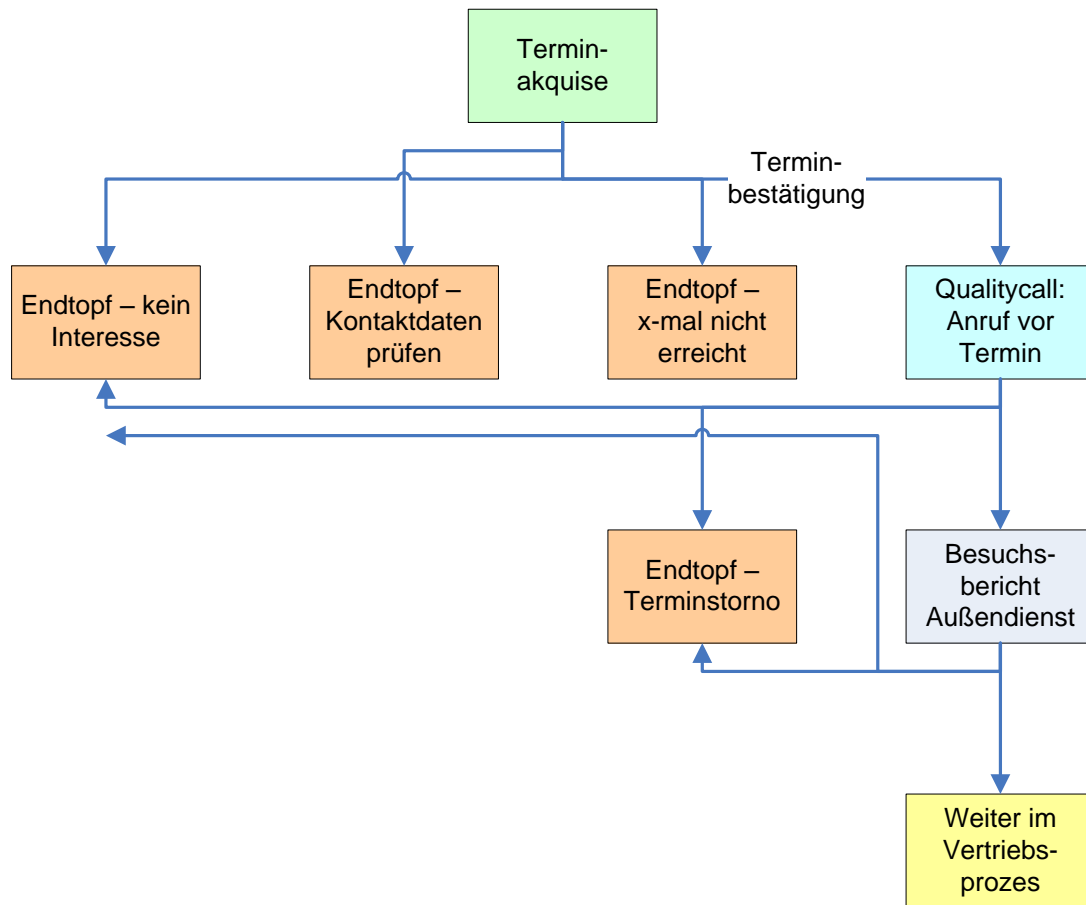 Termin-
akquise
Termin-
bestätigung
Endtopf – kein
Interesse
Endtopf –
Kontaktdaten
prüfen
Endtopf –
x-mal nicht
erreicht
Qualitycall:
Anruf vor
Termin
Endtopf –
Terminstorno
Besuchs-
bericht
Außendienst
Weiter im
Vertriebs-
prozes